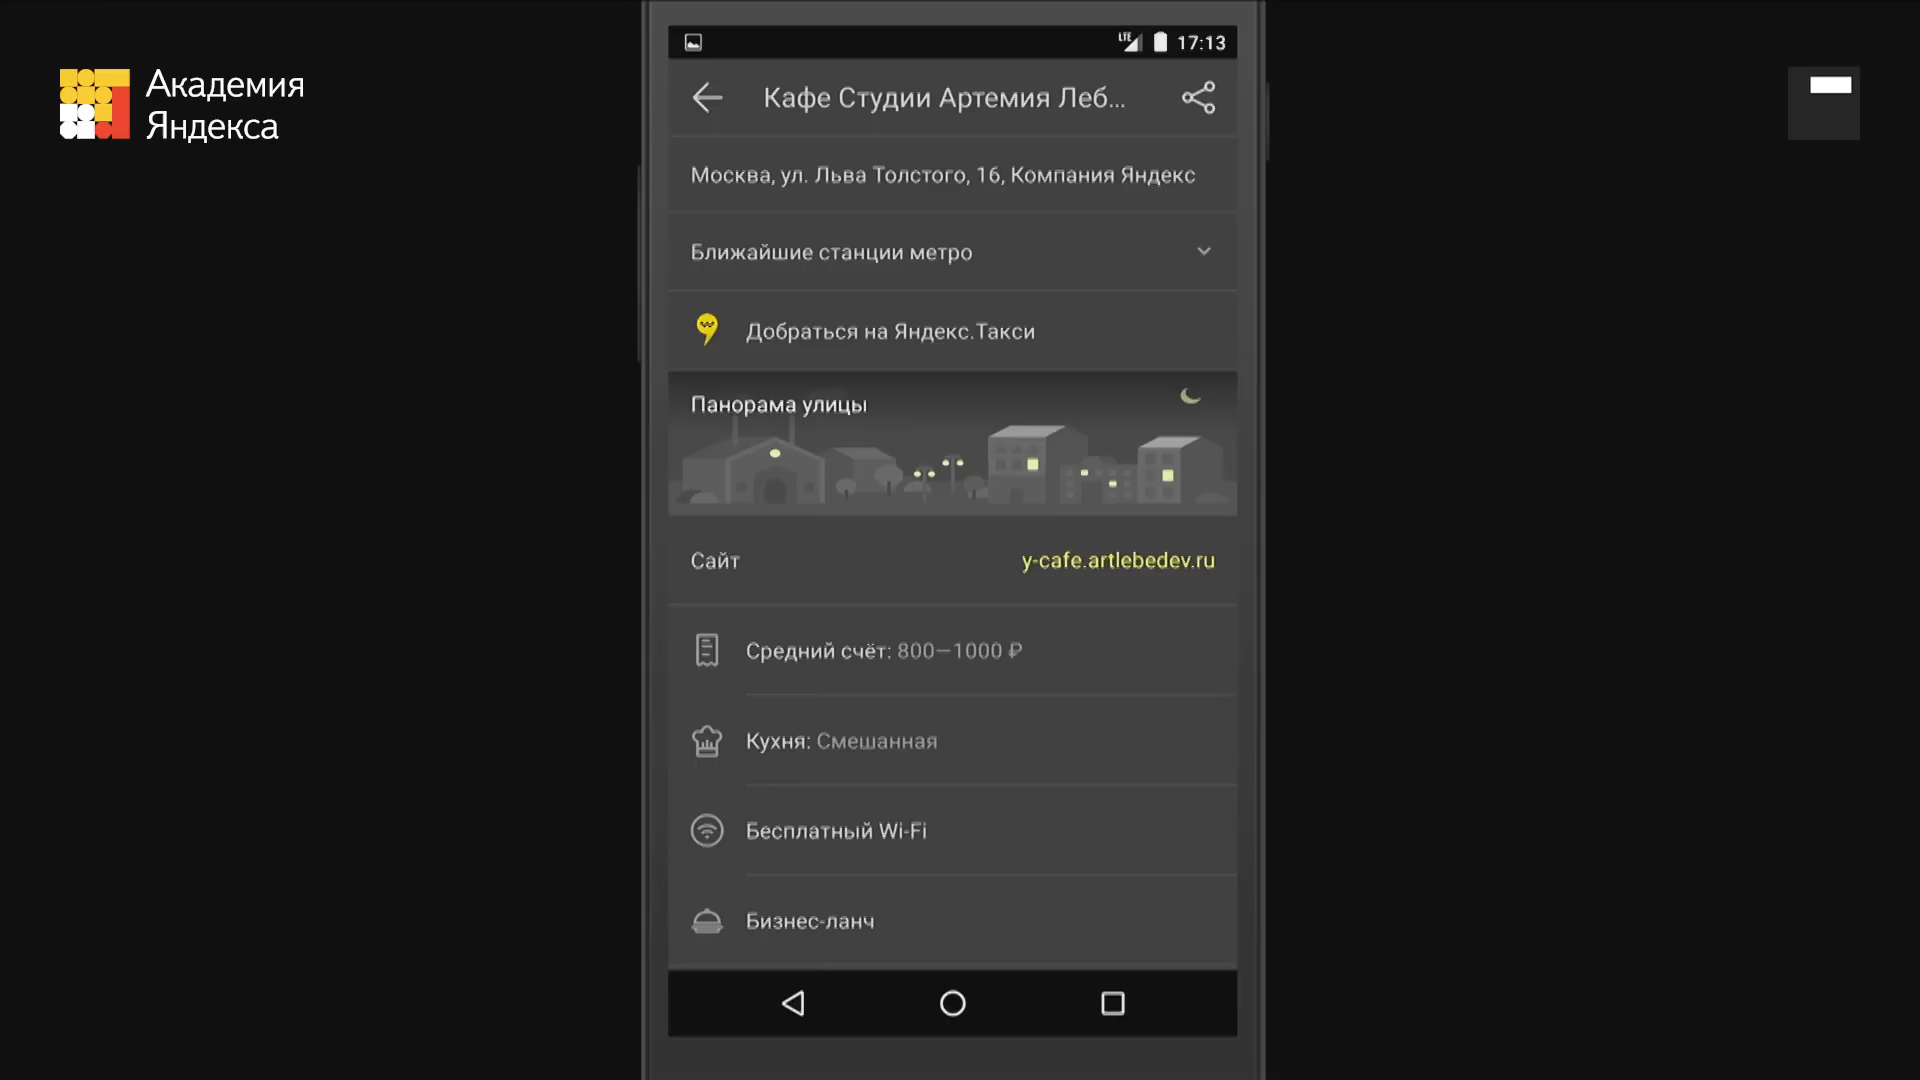 Академия
Яндекса
LTE
17:13
Кафе Студии Артемия Леб...
Москва, ул. Льва Толстого, 16, Компания Яндекс
Ближайшие станции метро
Добраться на Яндекс.Такси
Панорама улицы
Сайт y-cafe.artlebedev.ru
Средний счёт: 800—1000 ₽
Кухня: Смешанная
Бесплатный Wi-Fi
Бизнес-ланч